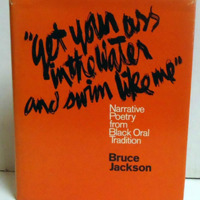 "get your ass
in the water
and swim like me"
Narrative
Poetry
from
Black Oral
Tradition
Bruce
Jackson